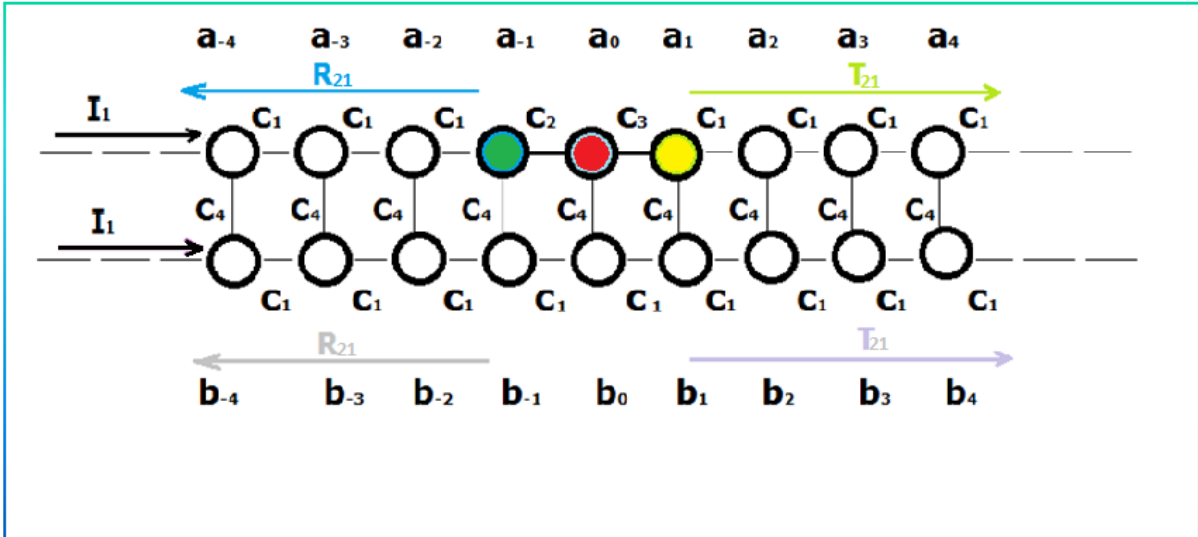 a₋₄ a₋₃ a₋₂ a₋₁ a₀ a₁ a₂ a₃ a₄
R₂₁ T₂₁
I₁ C₁ C₁ C₁ C₂ C₃ C₁ C₁ C₁ C₁
C₄ C₄ C₄ C₄ C₄ C₄ C₄ C₄ C₄
I₁
C₁ C₁ C₁ C₁ C₁ C₁ C₁ C₁ C₁
R₂₁ T₂₁
b₋₄ b₋₃ b₋₂ b₋₁ b₀ b₁ b₂ b₃ b₄